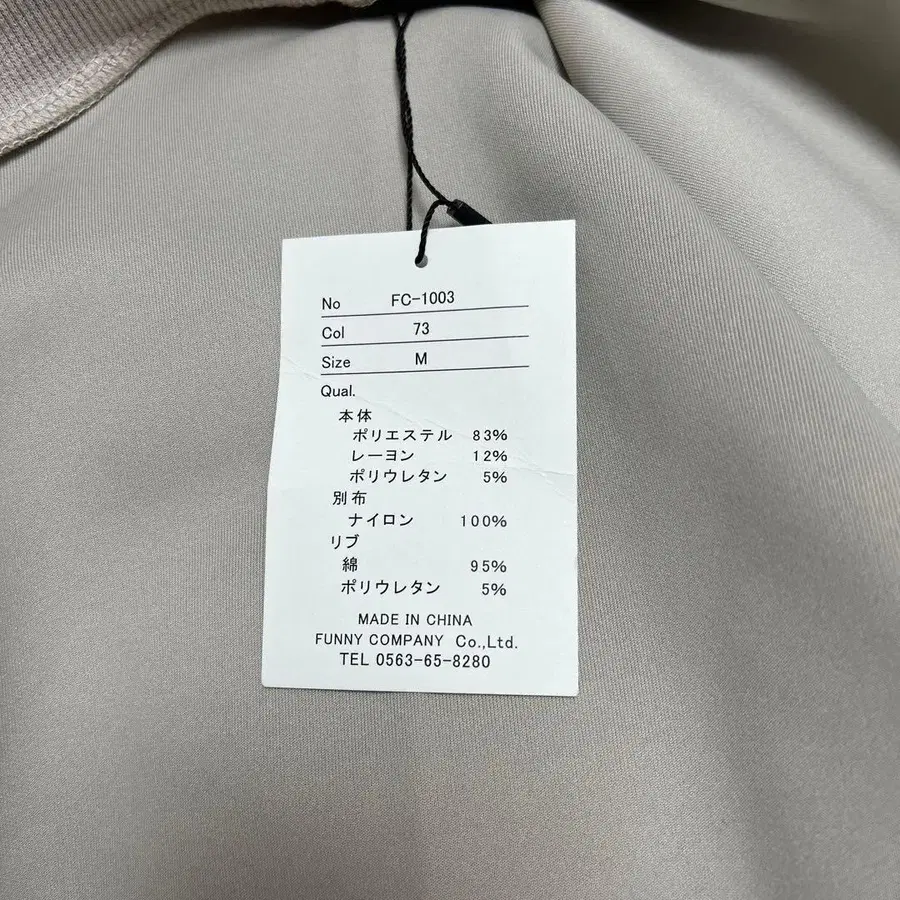 No FC-1003
Col 73
Size M
Qual.
本体
ポリエステル 83%
レーヨン 12%
ポリウレタン 5%
別布
ナイロン 100%
リブ
綿 95%
ポリウレタン 5%
MADE IN CHINA
FUNNY COMPANY Co.,Ltd.
TEL 0563-65-8280